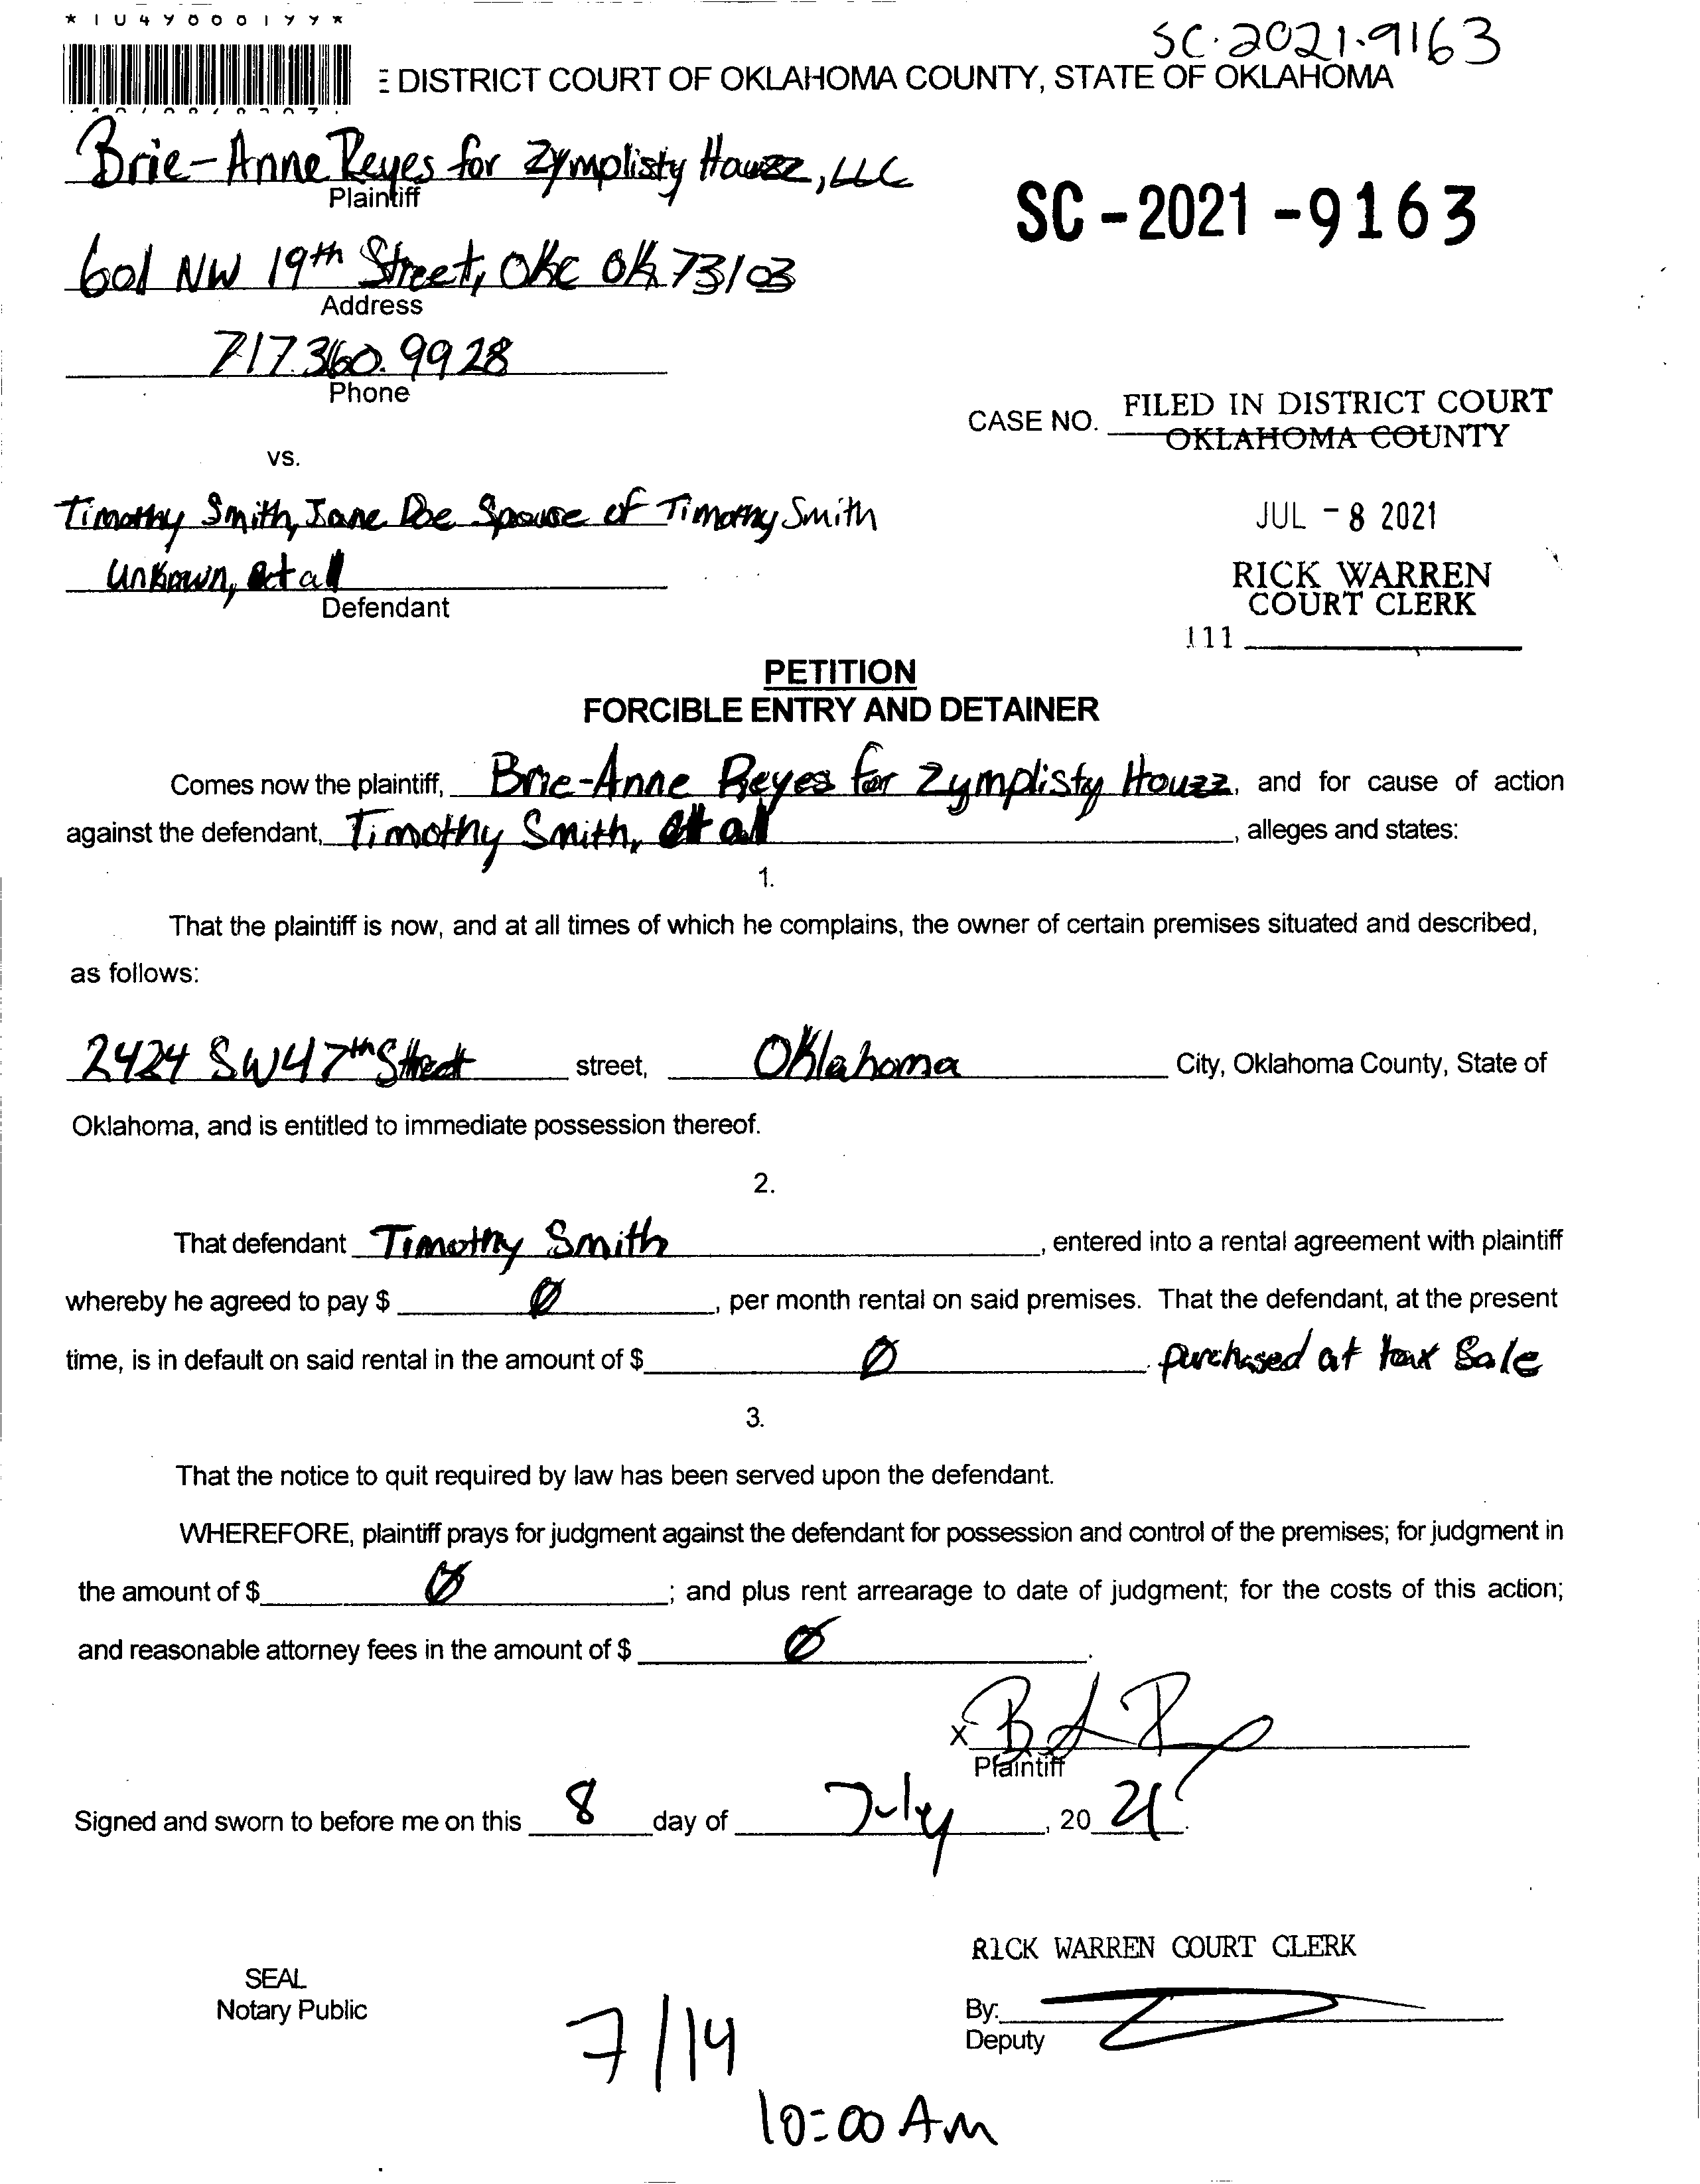 SC-2021-9163
DISTRICT COURT OF OKLAHOMA COUNTY, STATE OF OKLAHOMA
Brie-Anne Reyes for Zymplisty Houzz, LLC
Plaintiff
SC-2021-9163
601 NW 19th Street, OKC OK 73103
Address
717.360.9928
Phone
CASE NO.
FILED IN DISTRICT COURT
OKLAHOMA COUNTY
vs.
Timothy Smith, Jane Doe Spouse of Timothy Smith
JUL - 8 2021
Unknown, et all
Defendant
RICK WARREN
COURT CLERK
111
PETITION
FORCIBLE ENTRY AND DETAINER
Comes now the plaintiff, Brie-Anne Reyes for Zymplisty Houzz, and for cause of action
against the defendant, Timothy Smith, et all, alleges and states:
1.
That the plaintiff is now, and at all times of which he complains, the owner of certain premises situated and described,
as follows:
2424 SW 47th Street street, Oklahoma City, Oklahoma County, State of
Oklahoma, and is entitled to immediate possession thereof.
2.
That defendant Timothy Smith, entered into a rental agreement with plaintiff
whereby he agreed to pay $ Ø, per month rental on said premises. That the defendant, at the present
time, is in default on said rental in the amount of $ Ø. purchased at tax Sale
3.
That the notice to quit required by law has been served upon the defendant.
WHEREFORE, plaintiff prays for judgment against the defendant for possession and control of the premises; for judgment in
the amount of $ Ø; and plus rent arrearage to date of judgment; for the costs of this action;
and reasonable attorney fees in the amount of $ Ø.
X
Plaintiff
Signed and sworn to before me on this 8 day of July, 20 21.
RICK WARREN COURT CLERK
SEAL
Notary Public
By:
Deputy
7/14
10:00 AM